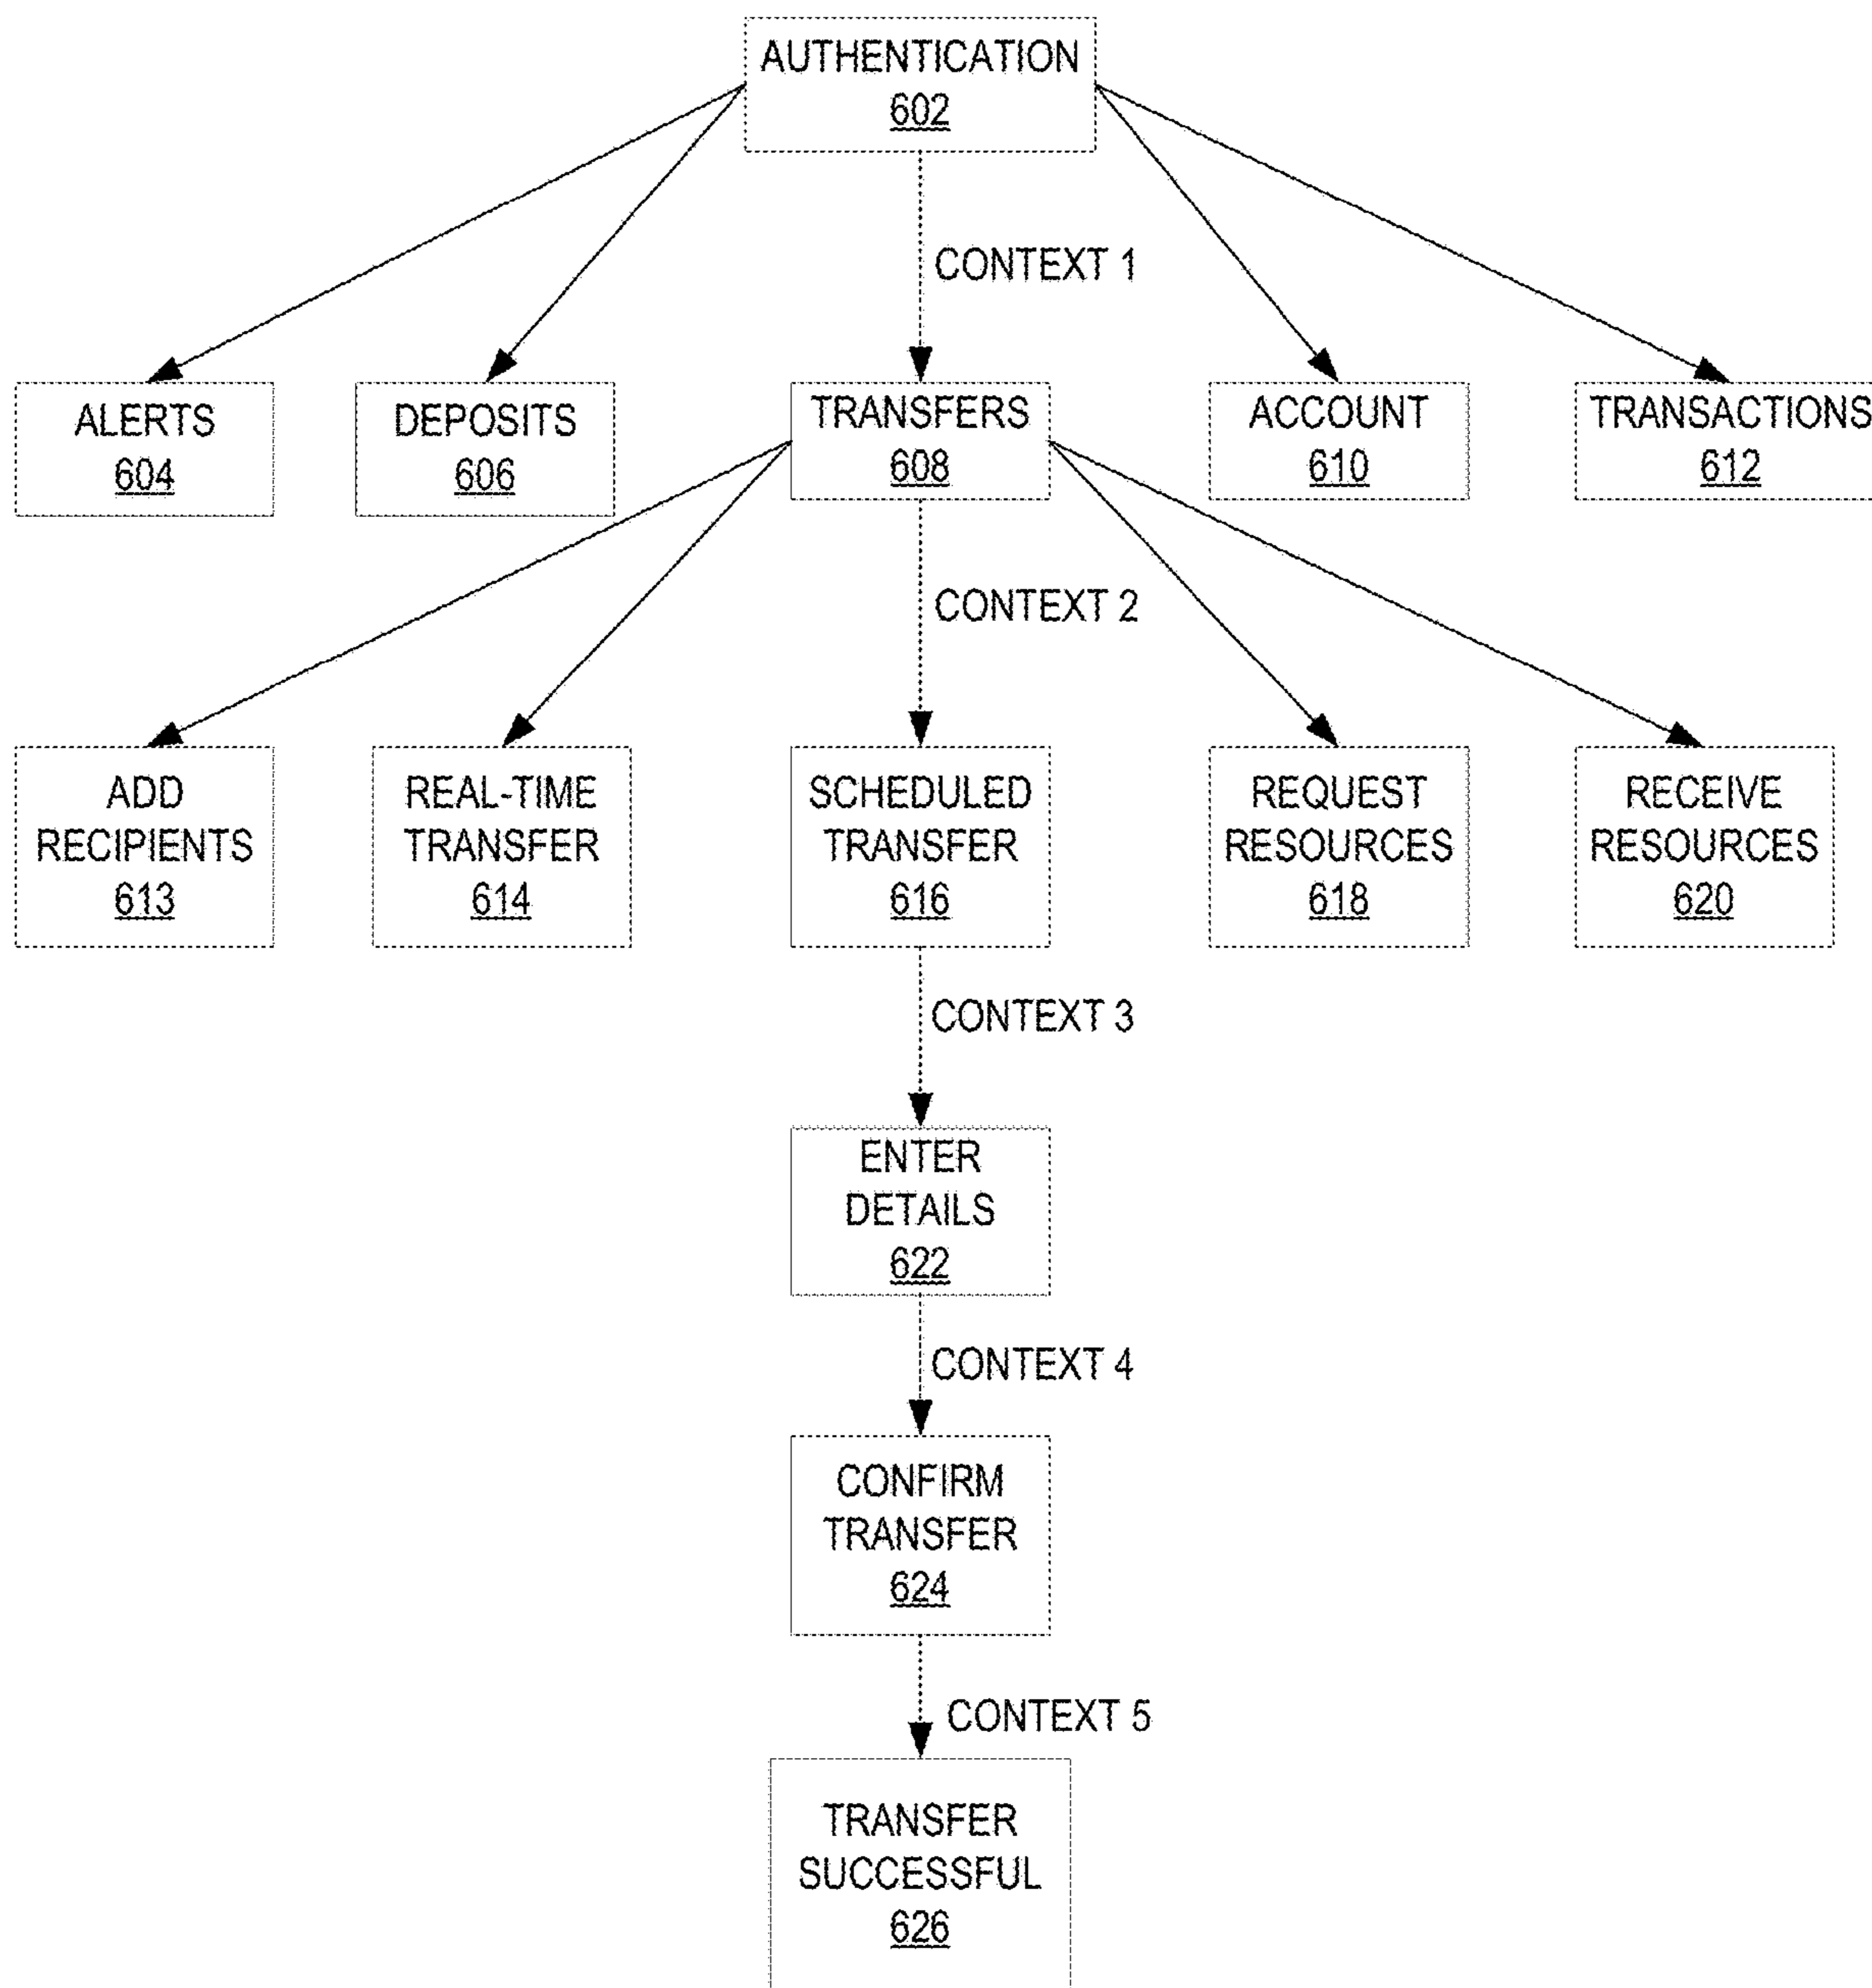 AUTHENTICATION
602
CONTEXT 1
ALERTS
604
DEPOSITS
606
TRANSFERS
608
ACCOUNT
610
TRANSACTIONS
612
CONTEXT 2
ADD
RECIPIENTS
613
REAL-TIME
TRANSFER
614
SCHEDULED
TRANSFER
616
REQUEST
RESOURCES
618
RECEIVE
RESOURCES
620
CONTEXT 3
ENTER
DETAILS
622
CONTEXT 4
CONFIRM
TRANSFER
624
CONTEXT 5
TRANSFER
SUCCESSFUL
626